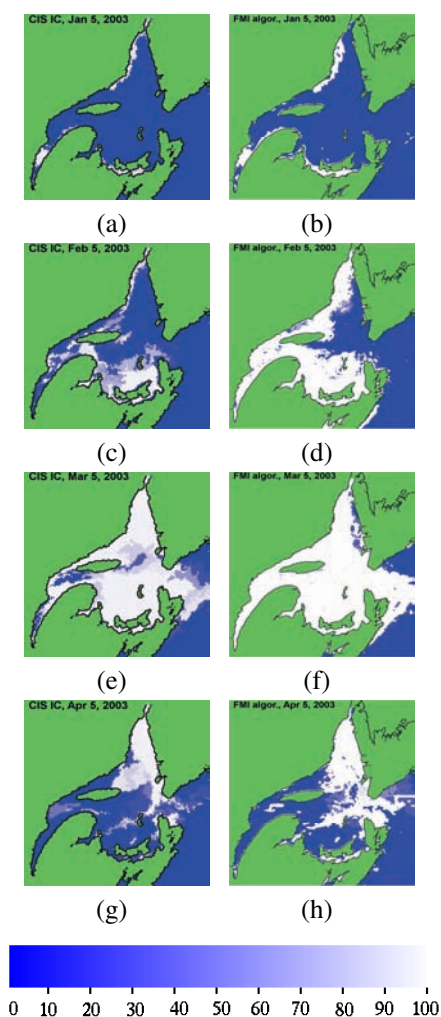 CIS IC, Jan 5, 2003 FMI algor., Jan 5, 2003
(a) (b)
CIS IC, Feb 5, 2003 FMI algor., Feb 5, 2003
(c) (d)
CIS IC, Mar 5, 2003 FMI algor., Mar 5, 2003
(e) (f)
CIS IC, Apr 5, 2003 FMI algor., Apr 5, 2003
(g) (h)
0 10 20 30 40 50 60 70 80 90 100